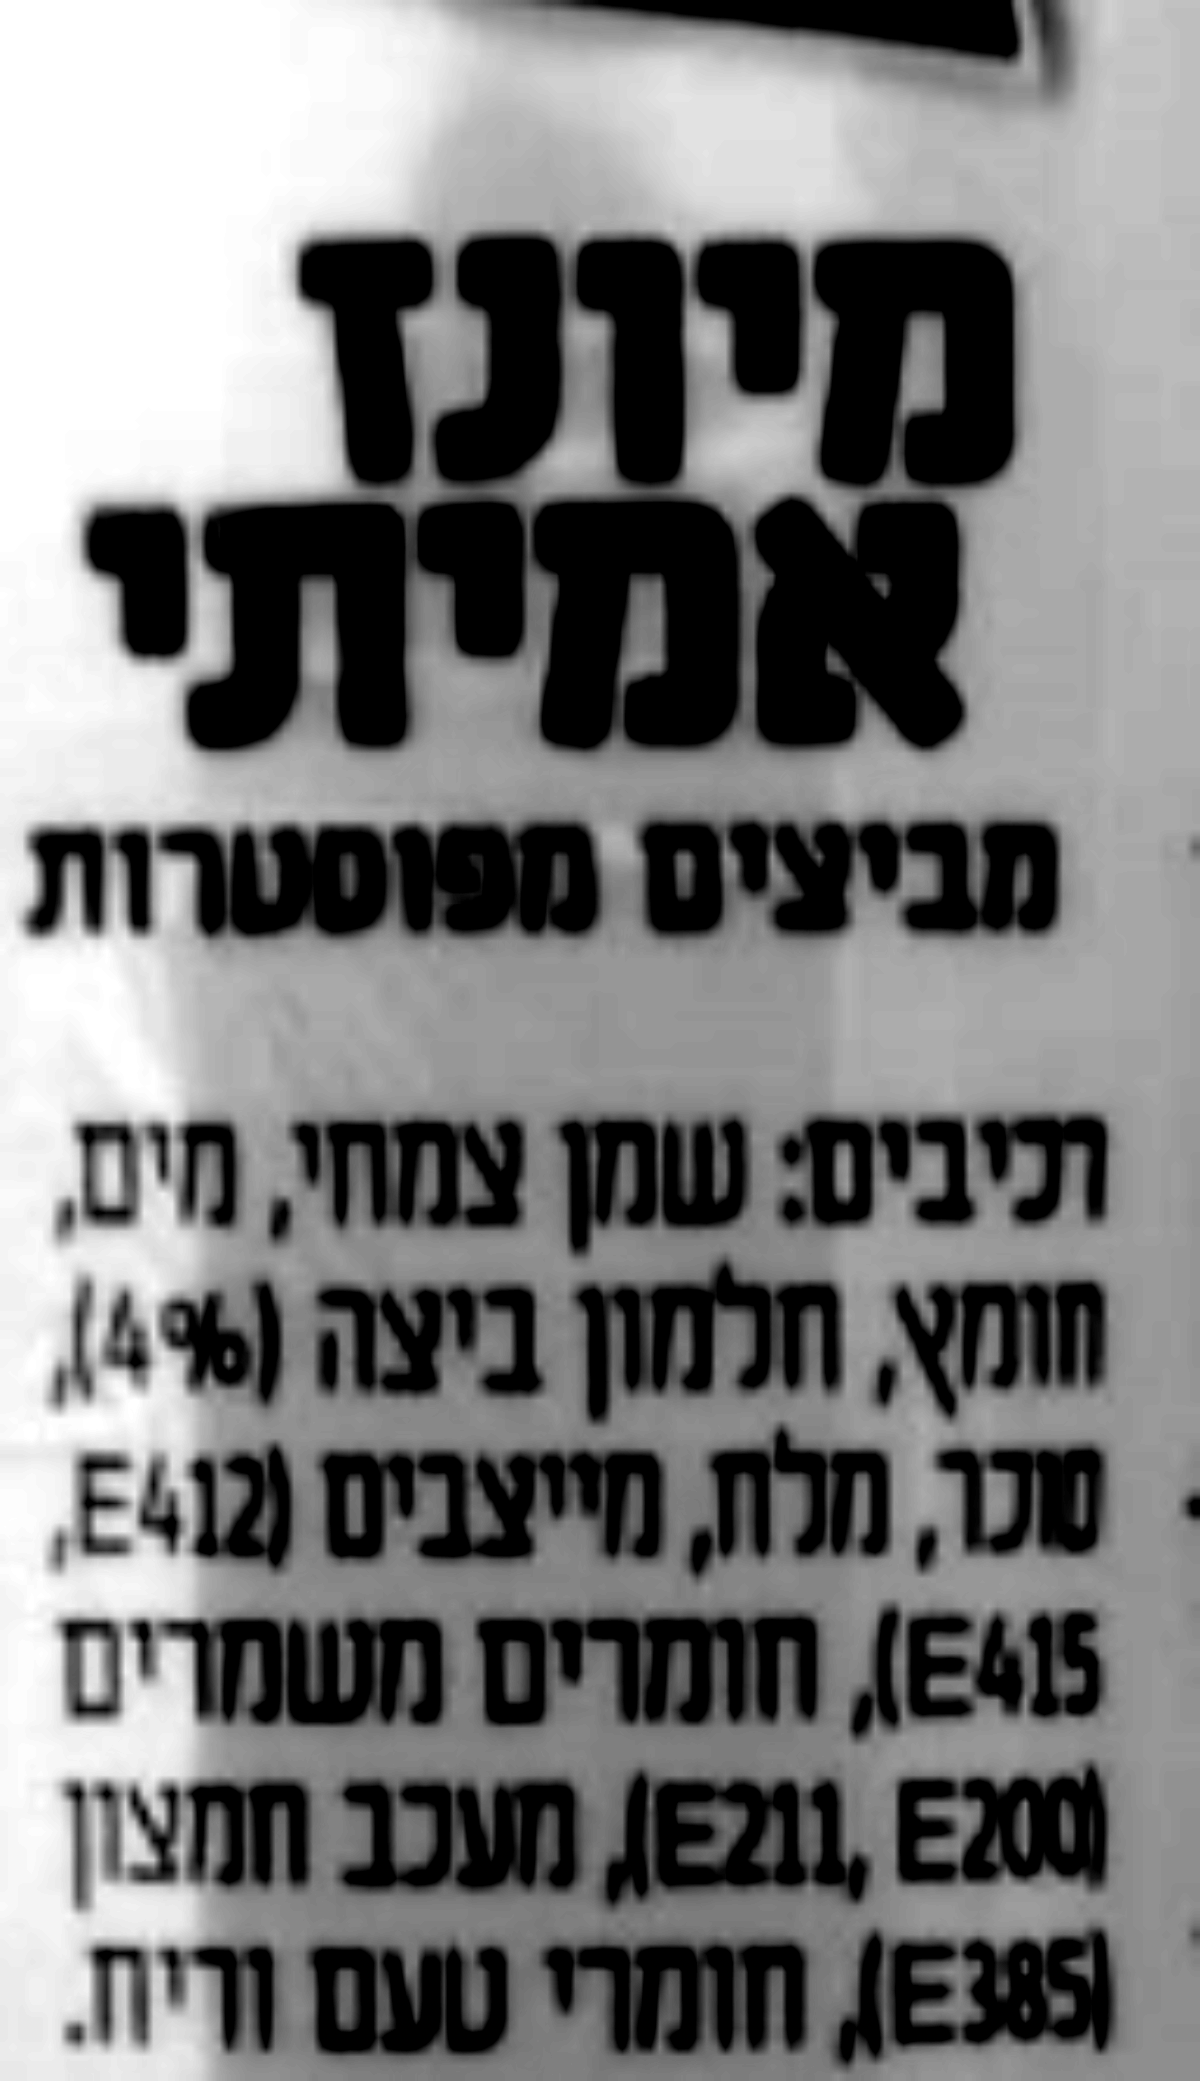 מיונז
אמיתי
מביצים מפוסטרות
רכיבים: שמן צמחי, מים,
חומץ, חלמון ביצה (4%),
סוכר, מלח, מייצבים (E412,
E415), חומרים משמרים
(E211, E200), מעכב חמצון
(E385), חומרי טעם וריח.